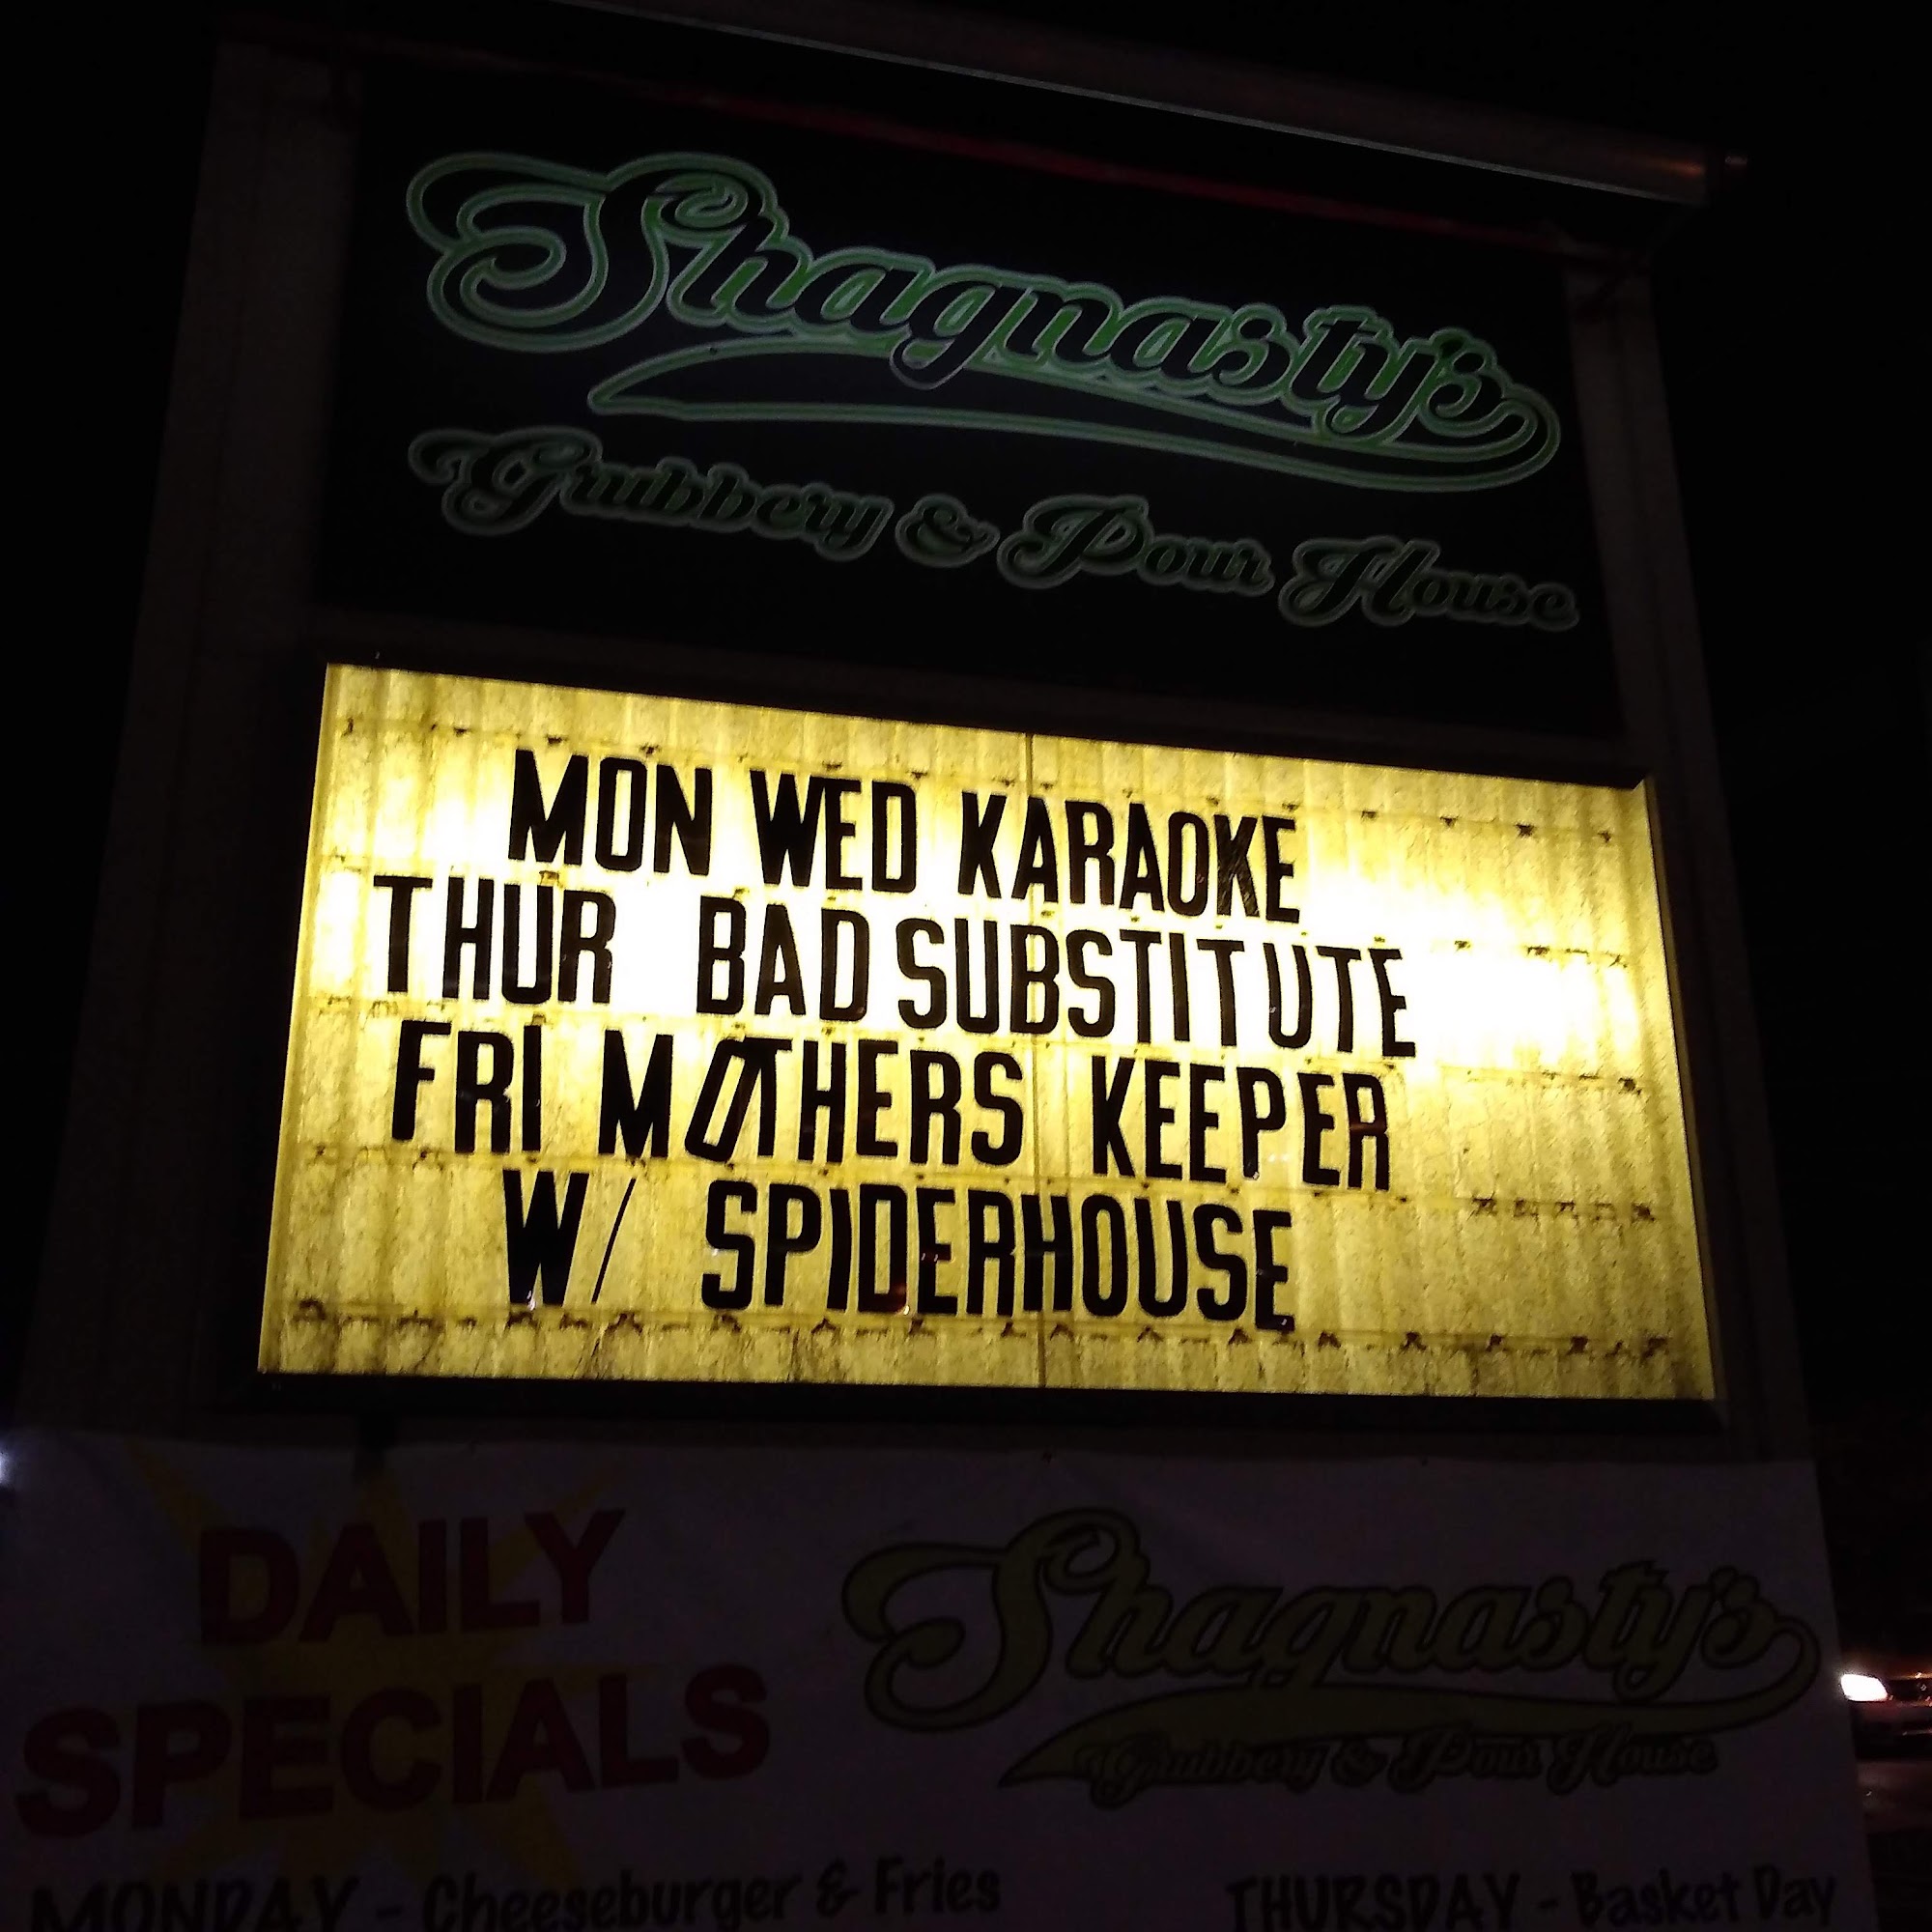 Shagnasty's
Grubbery & Pour House
MON WED KARAOKE
THUR BAD SUBSTITUTE
FRI MOTHERS KEEPER
W/ SPIDERHOUSE
DAILY
SPECIALS
Shagnasty's
Grubbery & Pour House
MONDAY - Cheeseburger & Fries
THURSDAY - Basket Day